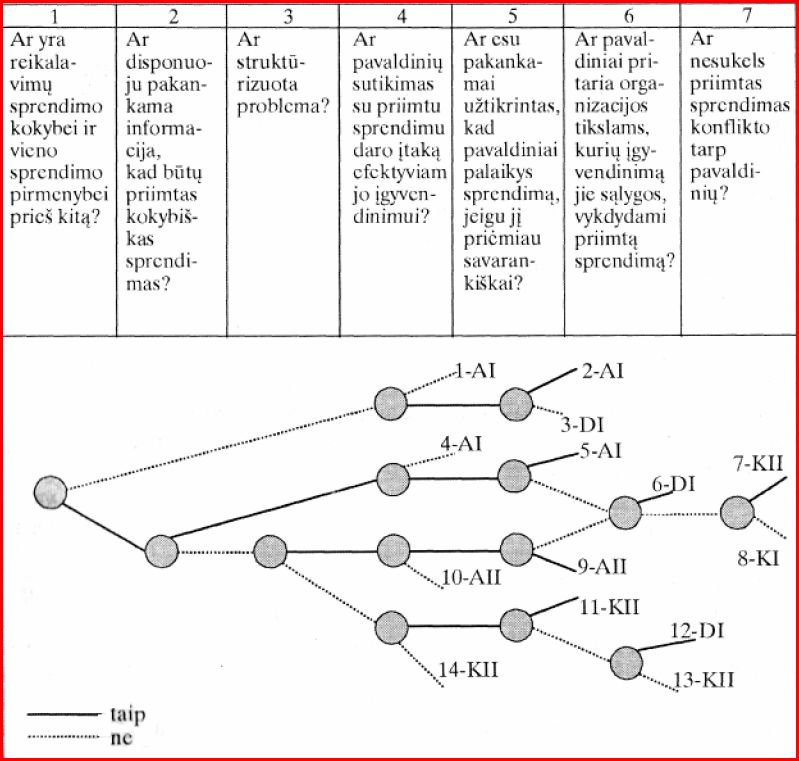 1
2
3
4
5
6
7
Ar yra
reikala-
vimų
sprendimo
kokybei ir
vieno
sprendimo
pirmenybei
prieš kitą?
Ar
disponuo-
ju pakan-
kama
informa-
cija,
kad būtų
priimtas
kokybiš-
kas
sprendi-
mas?
Ar
struktū-
rizuota
problema?
Ar
pavaldinių
sutikimas
su priimtu
sprendimu
daro įtaką
efektyviam
jo įgyven-
dinimui?
Ar esu
pakanka-
mai
užtikrintas,
kad
pavaldiniai
palaikys
sprendimą,
jeigu jį
priėmiau
savaran-
kiškai?
Ar paval-
diniai pri-
taria orga-
nizacijos
tikslams,
kurių įgy-
vendinimą
jie sąlygos,
vykdydami
priimtą
sprendimą?
Ar
nesukels
priimtas
sprendimas
konflikto
tarp
pavaldi-
nių?
1-AI
2-AI
3-DI
4-AI
5-AI
6-DI
7-KII
8-KI
9-AII
10-AII
11-KII
12-DI
13-KII
14-KII
taip
ne